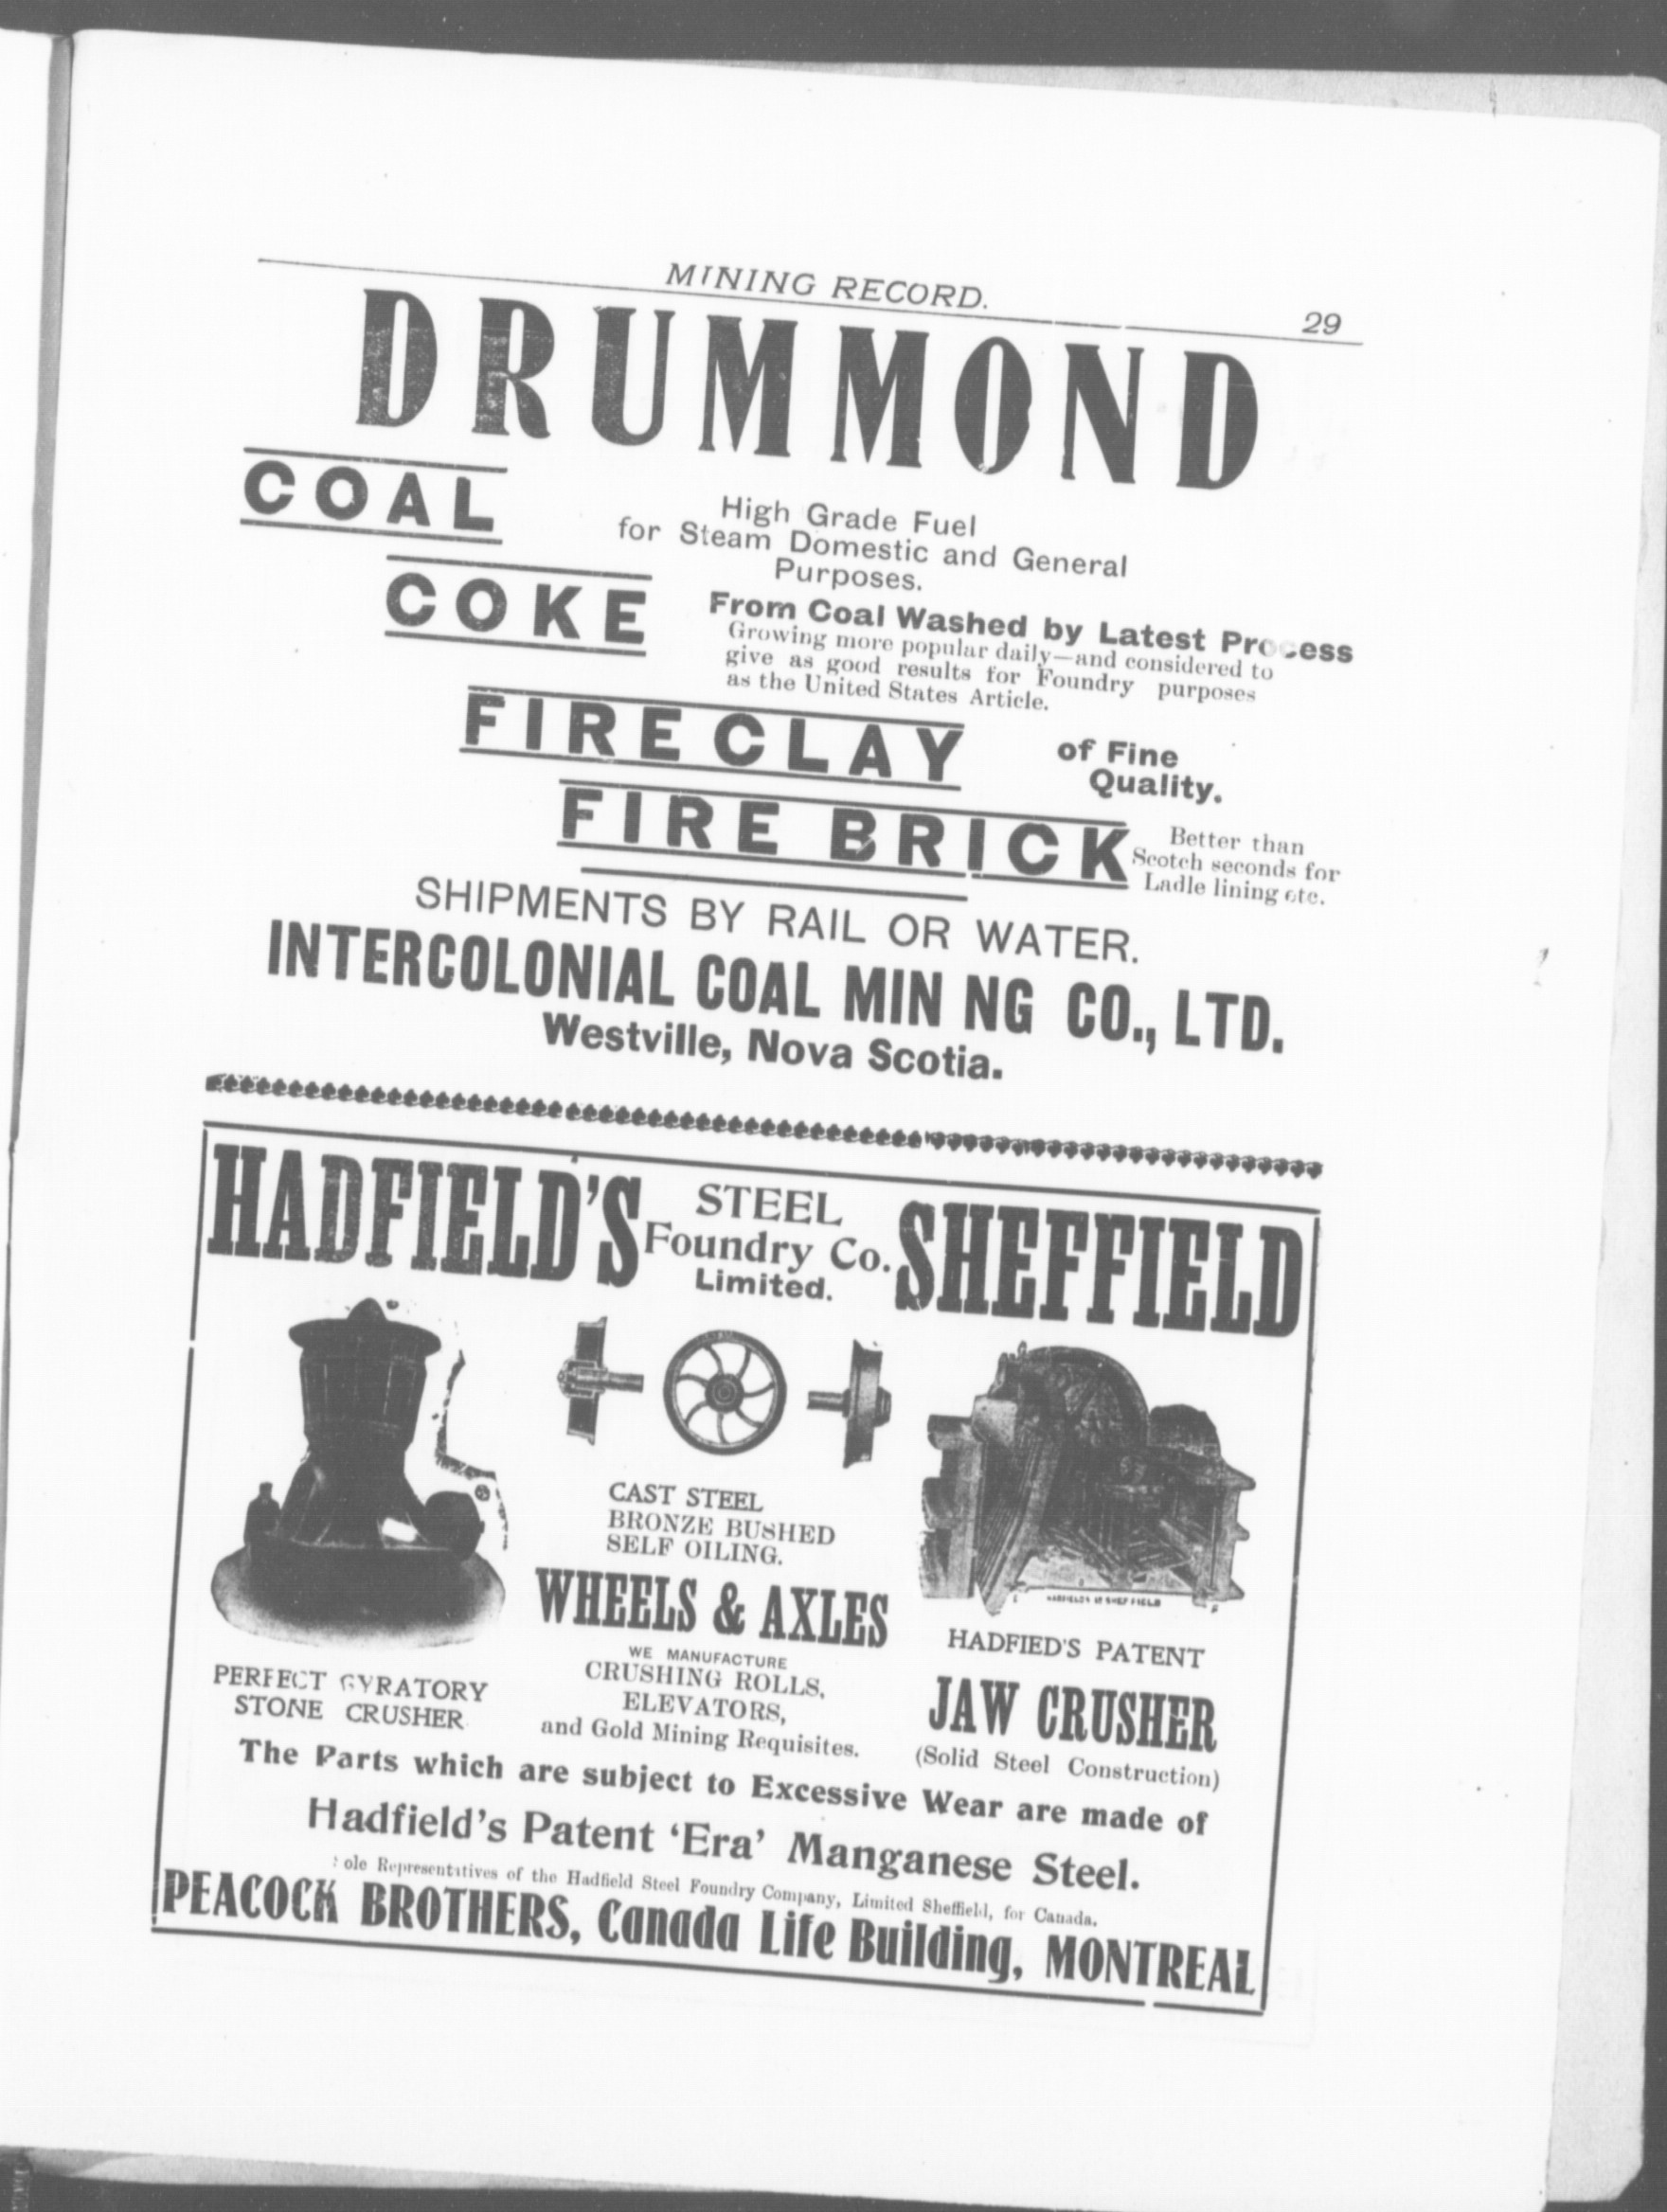 MINING RECORD.
29
DRUMMOND
COAL
High Grade Fuel
for Steam Domestic and General
Purposes.
COKE
From Coal Washed by Latest Process
Growing more popular daily—and considered to
give as good results for Foundry purposes
as the United States Article.
FIRECLAY
of Fine
Quality.
FIRE BRICK
Better than
Scotch seconds for
Ladle lining etc.
SHIPMENTS BY RAIL OR WATER.
INTERCOLONIAL COAL MIN NG CO., LTD.
Westville, Nova Scotia.
HADFIELD'S STEEL
Foundry Co.
Limited.
SHEFFIELD
CAST STEEL
BRONZE BUSHED
SELF OILING.
WHEELS & AXLES
WE MANUFACTURE
CRUSHING ROLLS,
ELEVATORS,
and Gold Mining Requisites.
PERFECT GYRATORY
STONE CRUSHER
HADFIELDS SHEFFIELD
HADFIED'S PATENT
JAW CRUSHER
(Solid Steel Construction)
The Parts which are subject to Excessive Wear are made of
Hadfield's Patent 'Era' Manganese Steel.
ole Representatives of the Hadfield Steel Foundry Company, Limited Sheffield, for Canada.
PEACOCK BROTHERS, Canada Life Building, MONTREAL